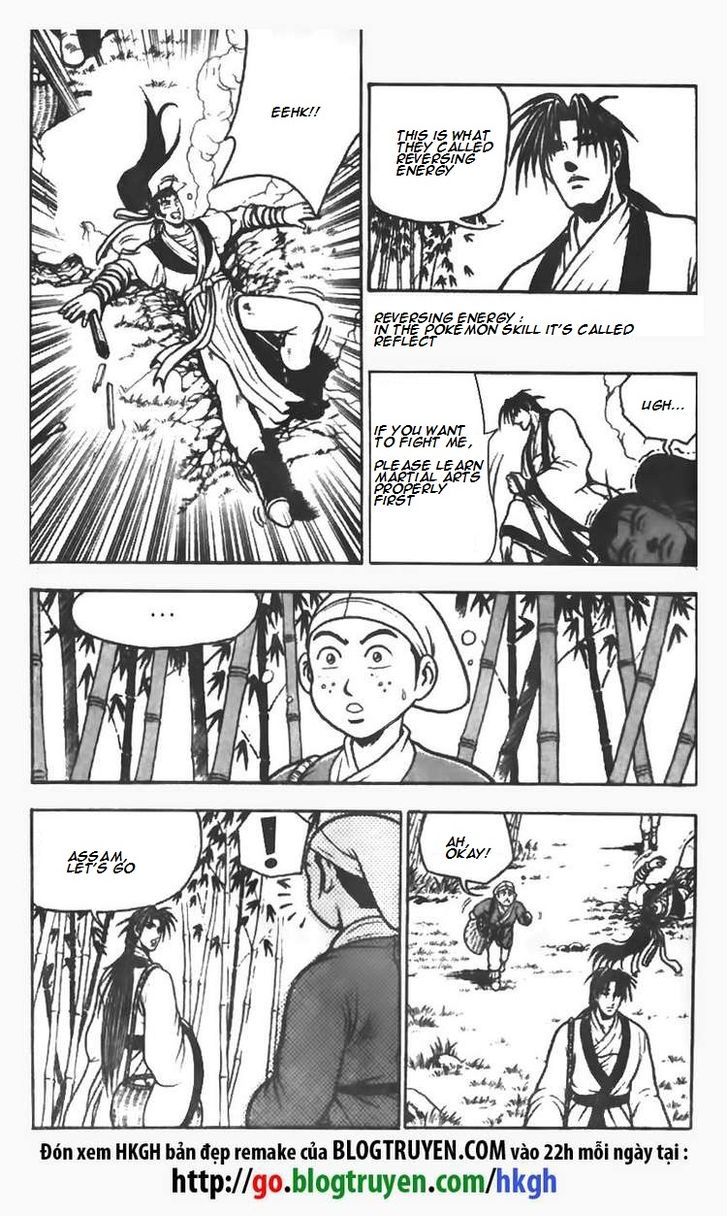 EEHK!!
THIS IS WHAT
THEY CALLED
REVERSING
ENERGY
REVERSING ENERGY :
IN THE POKEMON SKILL IT'S CALLED
REFLECT
UGH...
IF YOU WANT
TO FIGHT ME,
PLEASE LEARN
MARTIAL ARTS
PROPERLY
FIRST
...
ASSAM,
LET'S GO
!
AH,
OKAY!
Đón xem HKGH bản đẹp remake của BLOGTRUYEN.COM vào 22h mỗi ngày tại :
http://go.blogtruyen.com/hkgh